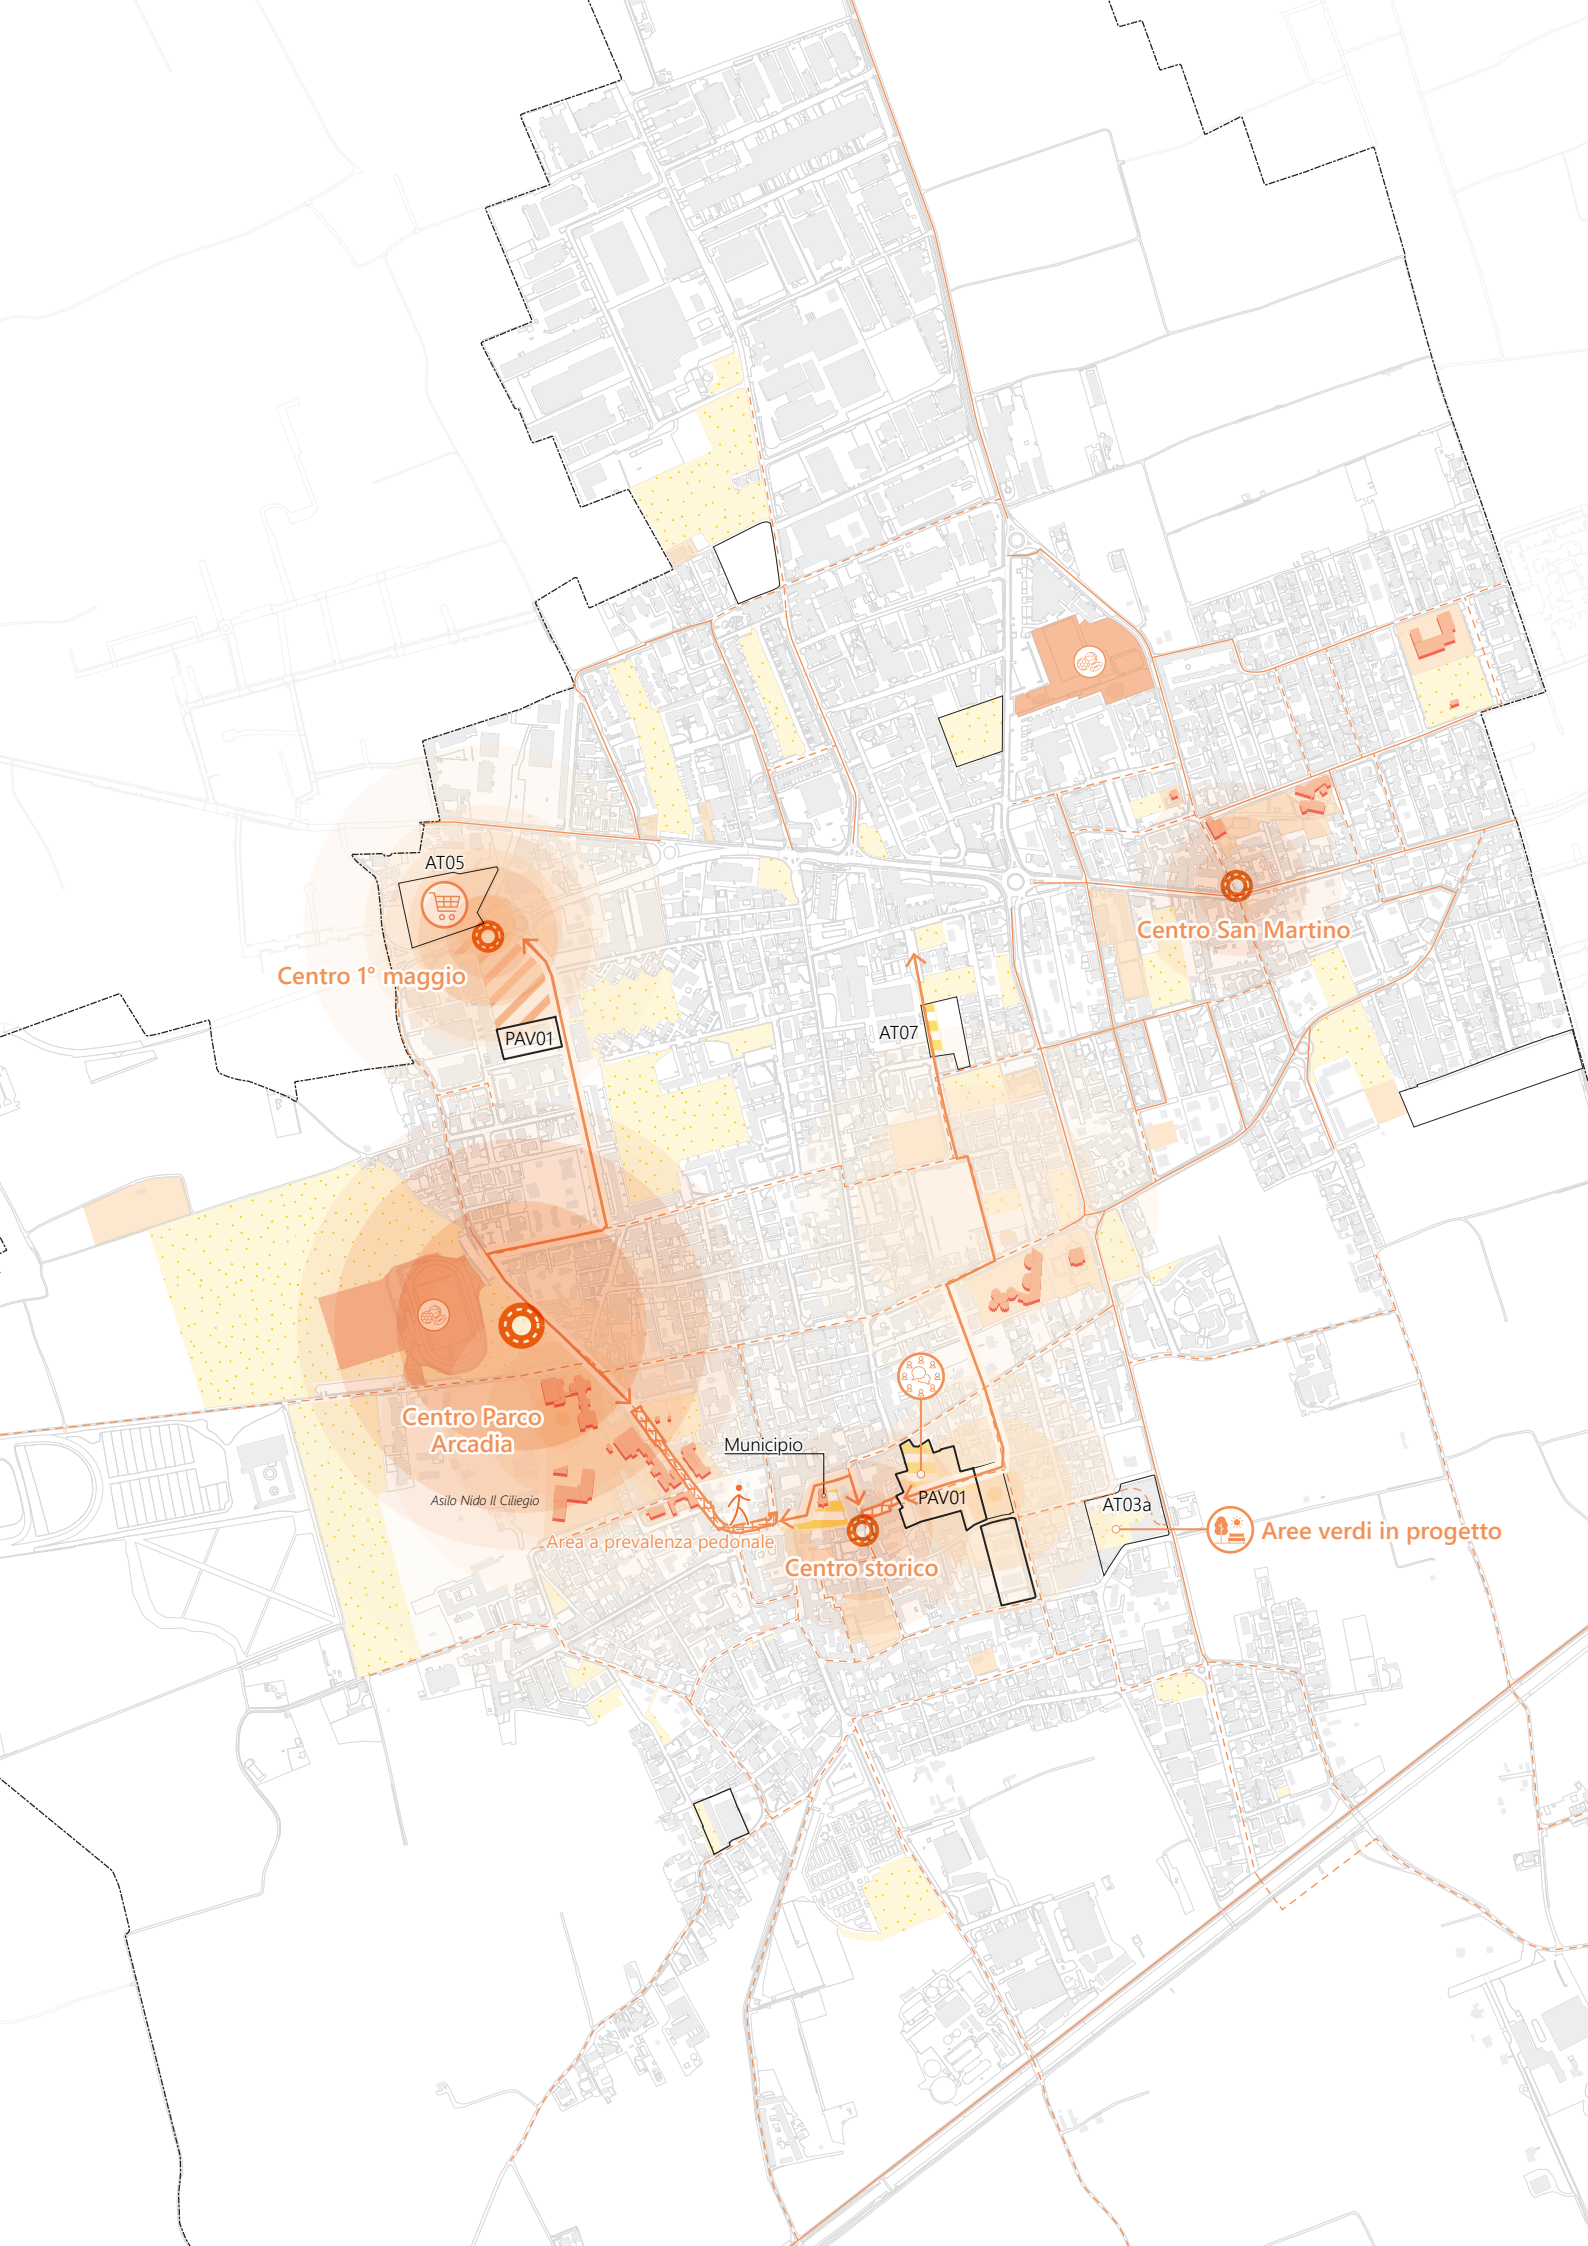 AT05
Centro San Martino
Centro 1° maggio
AT07
PAV01
Centro Parco
Arcadia
Municipio
Asilo Nido Il Ciliegio
PAV01
AT03a
Aree verdi in progetto
Area a prevalenza pedonale
Centro storico